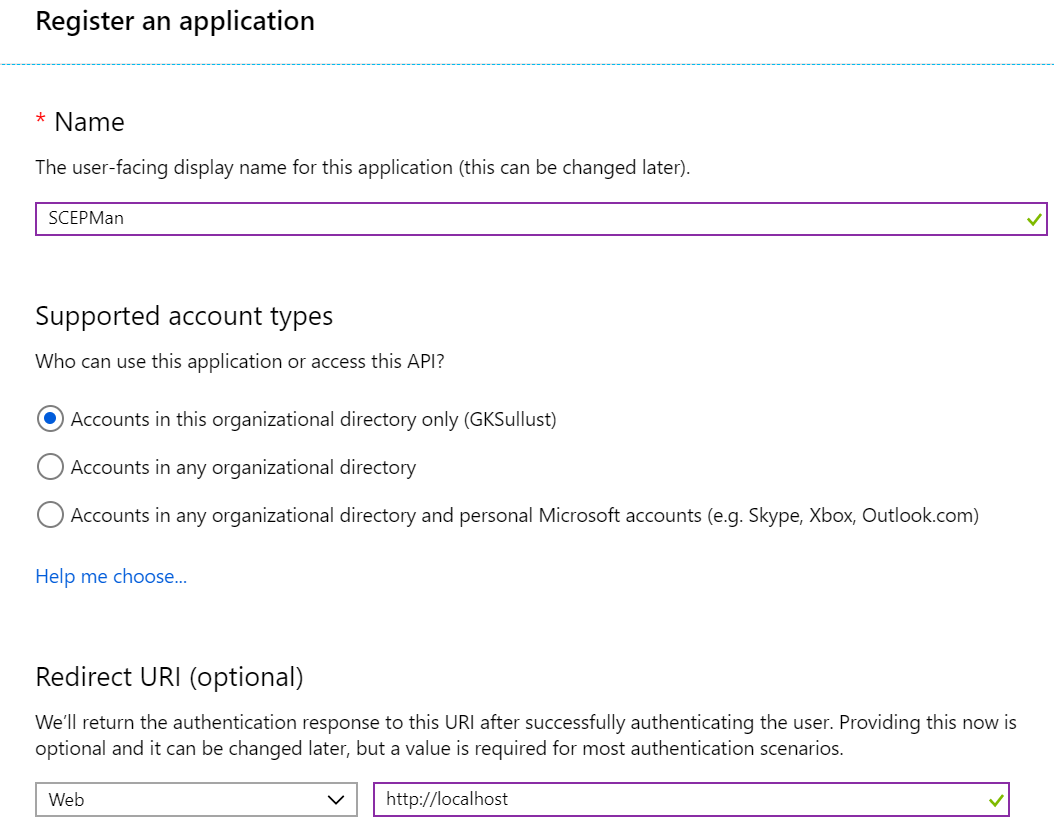 Register an application
* Name
The user-facing display name for this application (this can be changed later).
SCEPMan
Supported account types
Who can use this application or access this API?
Accounts in this organizational directory only (GKSullust)
Accounts in any organizational directory
Accounts in any organizational directory and personal Microsoft accounts (e.g. Skype, Xbox, Outlook.com)
Help me choose...
Redirect URI (optional)
We’ll return the authentication response to this URI after successfully authenticating the user. Providing this now is
optional and it can be changed later, but a value is required for most authentication scenarios.
Web http://localhost